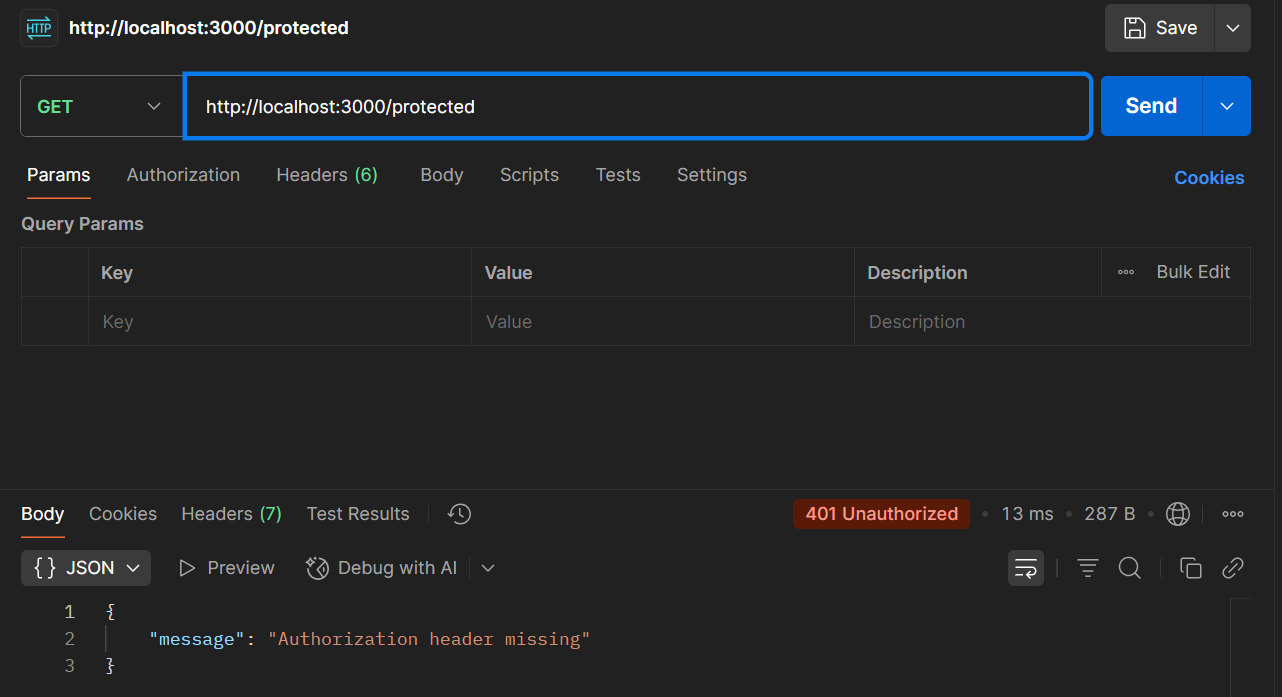 HTTP http://localhost:3000/protected Save
GET http://localhost:3000/protected Send
Params Authorization Headers (6) Body Scripts Tests Settings Cookies
Query Params
Key Value Description Bulk Edit
Key Value Description
Body Cookies Headers (7) Test Results 401 Unauthorized 13 ms 287 B
{ } JSON Preview Debug with AI
1 {
2 "message": "Authorization header missing"
3 }